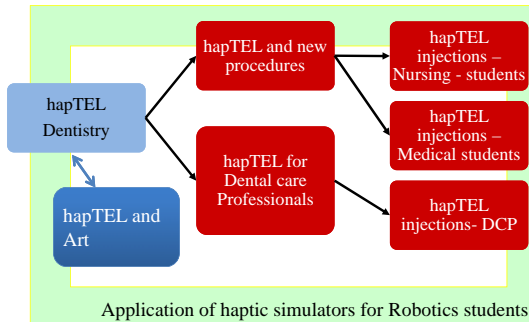 hapTEL and new
procedures
hapTEL
injections –
Nursing - students
hapTEL
Dentistry
hapTEL
injections –
Medical students
hapTEL for
Dental care
Professionals
hapTEL and
Art
hapTEL
injections- DCP
Application of haptic simulators for Robotics students